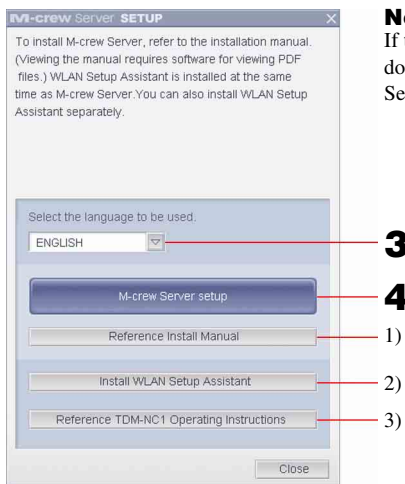 M-crew Server SETUP
To install M-crew Server, refer to the installation manual.
(Viewing the manual requires software for viewing PDF
files.) WLAN Setup Assistant is installed at the same
time as M-crew Server.You can also install WLAN Setup
Assistant separately.
Select the language to be used.
ENGLISH
M-crew Server setup
Reference Install Manual
Install WLAN Setup Assistant
Reference TDM-NC1 Operating Instructions
Close
If
do
Se
3
4
1)
2)
3)